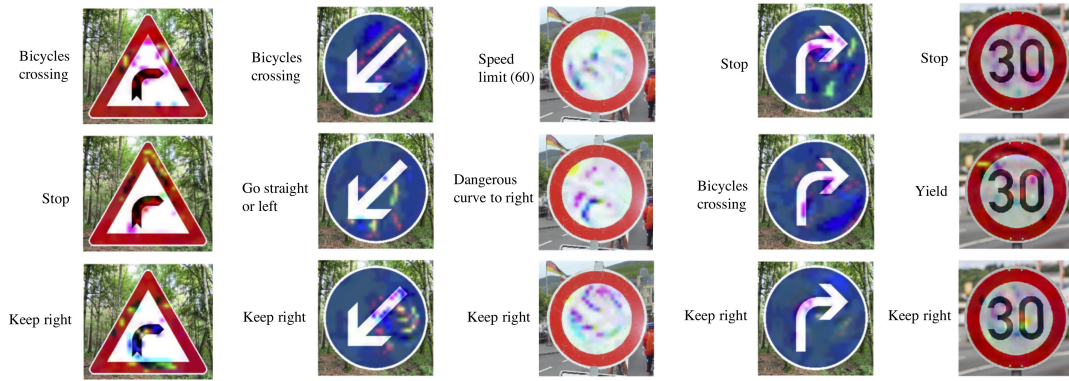 Bicycles
crossing
Bicycles
crossing
Speed
limit (60)
Stop
Stop
30
Stop
Go straight
or left
Dangerous
curve to right
Bicycles
crossing
Yield
30
Keep right
Keep right
Keep right
Keep right
Keep right
30